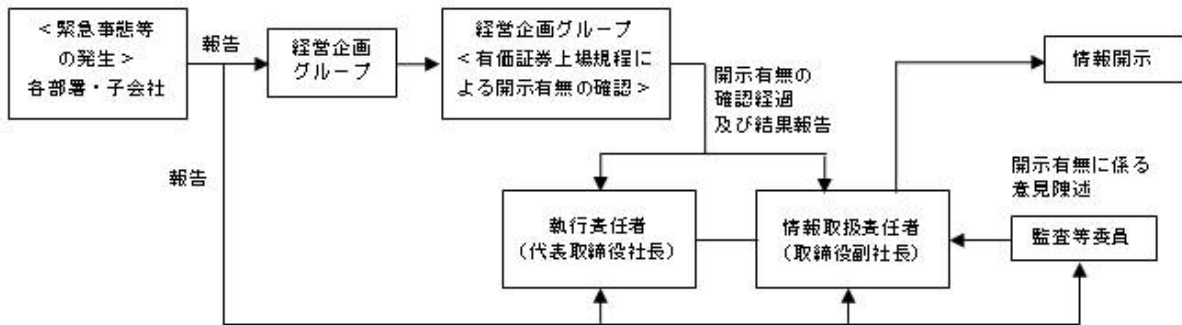 ＜緊急事態等
の発生＞
各部署・子会社
報告
経営企画
グループ
経営企画グループ
＜有価証券上場規程に
よる開示有無の確認＞
開示有無の
確認経過
及び結果報告
情報開示
報告
執行責任者
（代表取締役社長）
情報取扱責任者
（取締役副社長）
開示有無に係る
意見陳述
監査等委員